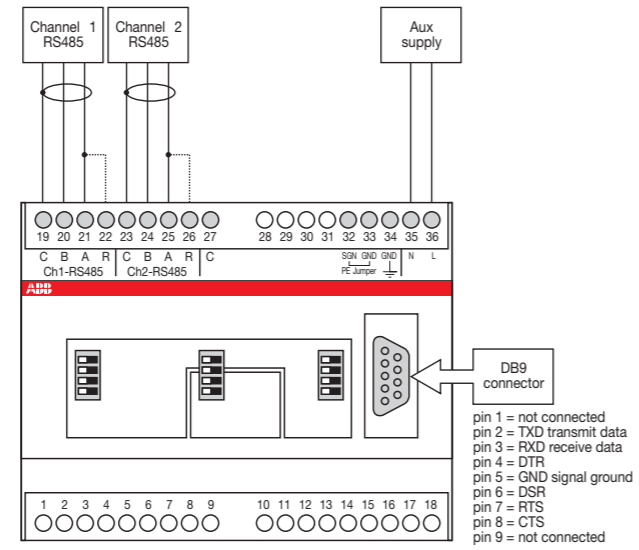 Channel 1
RS485
Channel 2
RS485
Aux
supply
19 20 21 22 23 24 25 26 27 28 29 30 31 32 33 34 35 36
C B A R C B A R C SGN GND GND N L
Ch1-RS485 Ch2-RS485 PE Jumper
ABB
DB9
connector
pin 1 = not connected
pin 2 = TXD transmit data
pin 3 = RXD receive data
pin 4 = DTR
pin 5 = GND signal ground
pin 6 = DSR
pin 7 = RTS
pin 8 = CTS
pin 9 = not connected
1 2 3 4 5 6 7 8 9 10 11 12 13 14 15 16 17 18